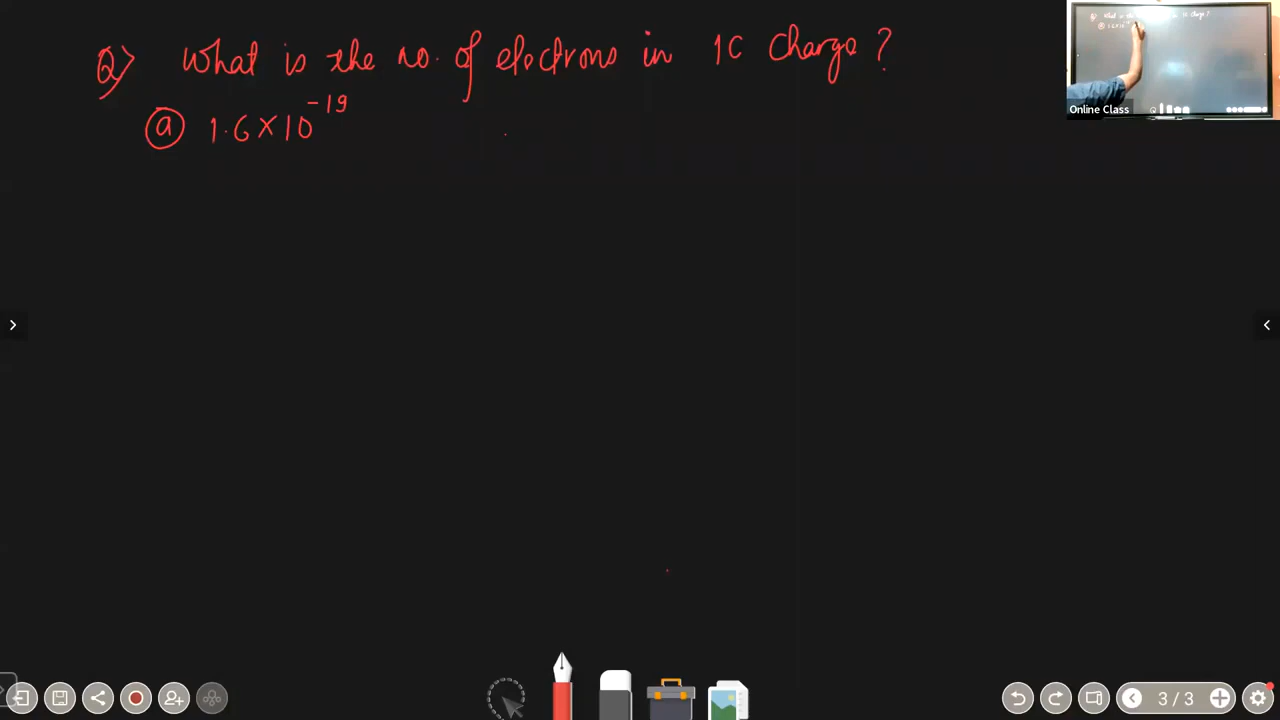 Q> What is the no. of electrons in 1C Charge?
ⓐ 1.6×10⁻¹⁹
Online Class
3/3